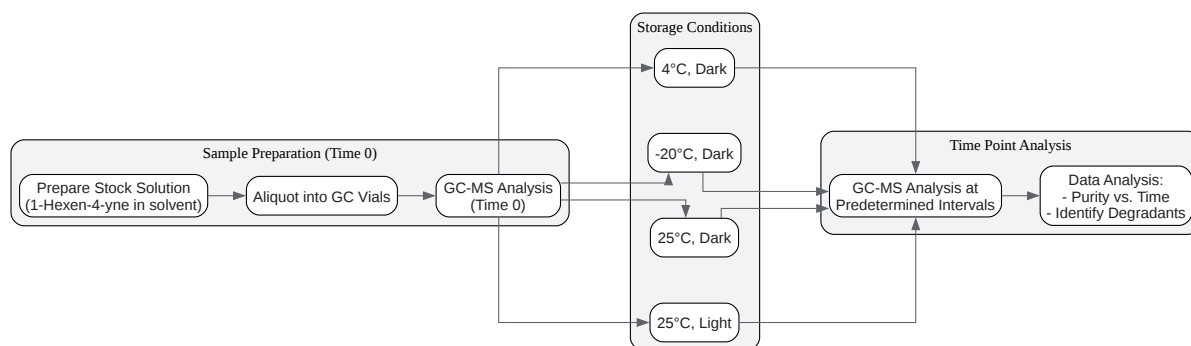 Sample Preparation (Time 0)
Prepare Stock Solution
(1-Hexen-4-yne in solvent)
Aliquot into GC Vials
GC-MS Analysis
(Time 0)
Storage Conditions
4°C, Dark
-20°C, Dark
25°C, Dark
25°C, Light
Time Point Analysis
GC-MS Analysis at
Predetermined Intervals
Data Analysis:
- Purity vs. Time
- Identify Degradants